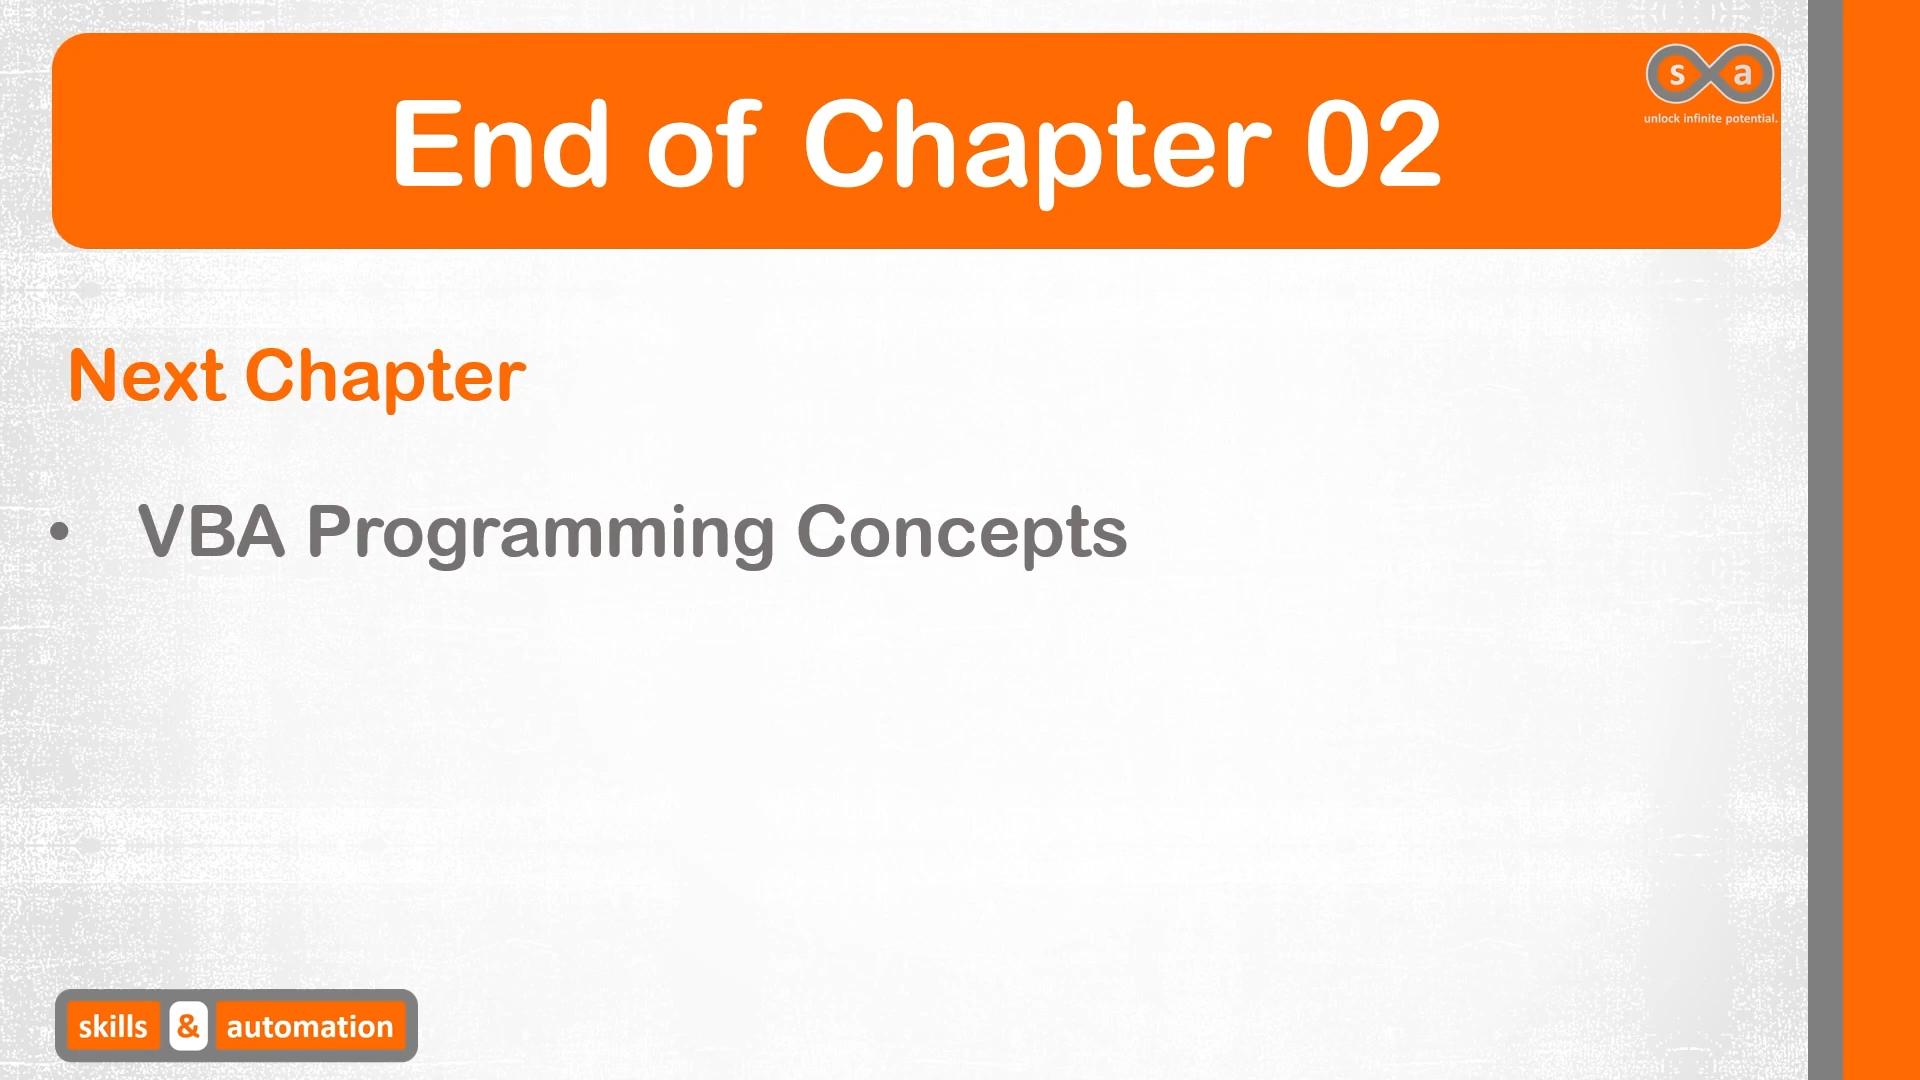 End of Chapter 02
s a
unlock infinite potential.
Next Chapter
• VBA Programming Concepts
skills & automation